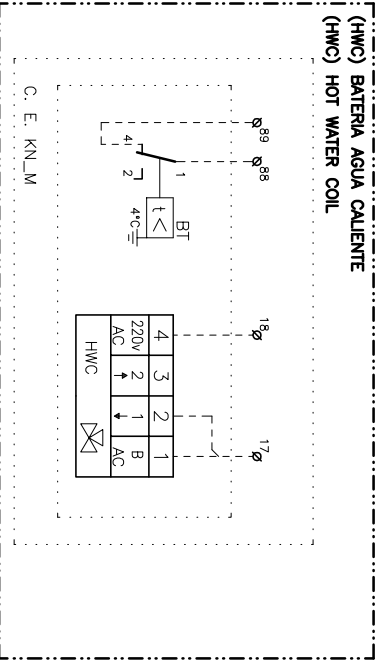 (HWC) BATERIA AGUA CALIENTE
(HWC) HOT WATER COIL
89
88
18
17
4
1
2
t <
BT
4°C
4 3 2 1
220v 2 1 B
AC AC
HWC
C. E. KN_M